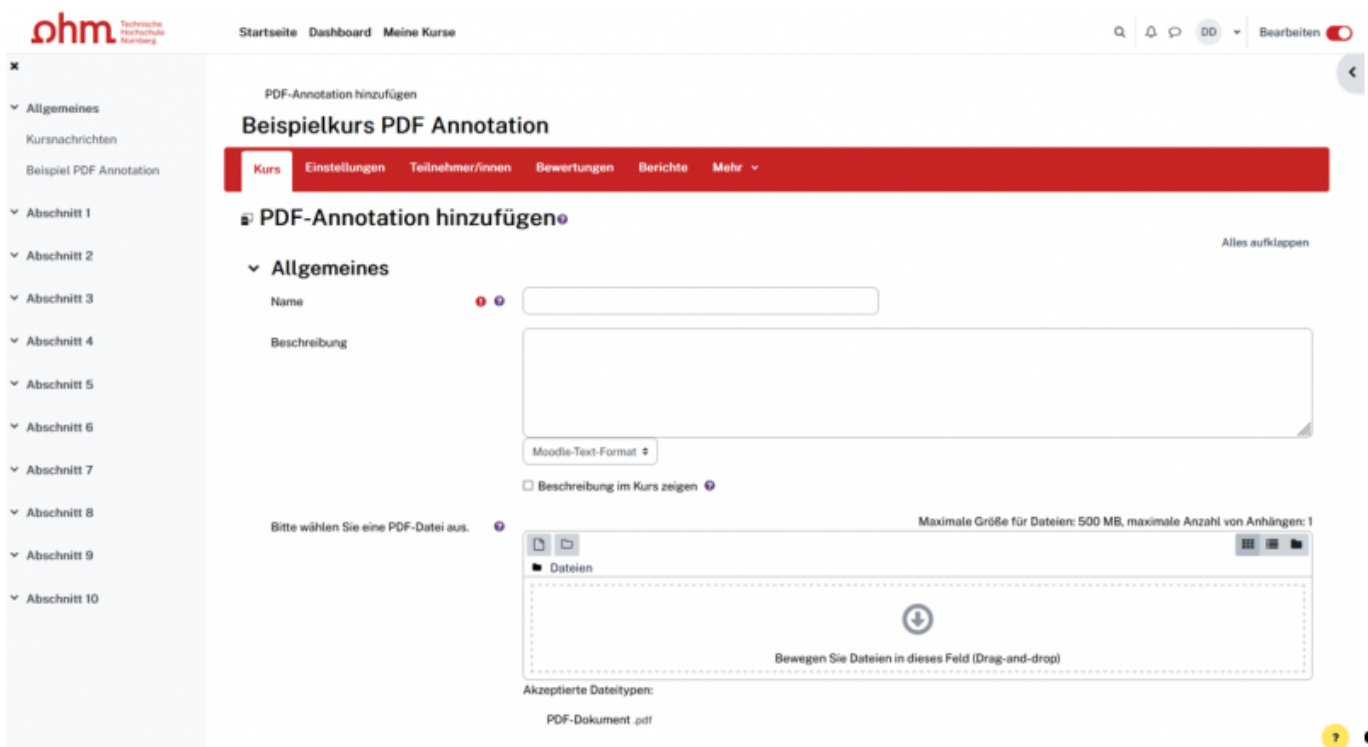 ohm Technische Hochschule Nürnberg
Startseite Dashboard Meine Kurse
DD
Bearbeiten
Allgemeines
Kursnachrichten
Beispiel PDF Annotation
Abschnitt 1
Abschnitt 2
Abschnitt 3
Abschnitt 4
Abschnitt 5
Abschnitt 6
Abschnitt 7
Abschnitt 8
Abschnitt 9
Abschnitt 10
PDF-Annotation hinzufügen
Beispielkurs PDF Annotation
Kurs Einstellungen Teilnehmer/innen Bewertungen Berichte Mehr
PDF-Annotation hinzufügen
Alles aufklappen
Allgemeines
Name
Beschreibung
Moodle-Text-Format
Beschreibung im Kurs zeigen
Bitte wählen Sie eine PDF-Datei aus.
Maximale Größe für Dateien: 500 MB, maximale Anzahl von Anhängen: 1
Dateien
Bewegen Sie Dateien in dieses Feld (Drag-and-drop)
Akzeptierte Dateitypen:
PDF-Dokument .pdf
?